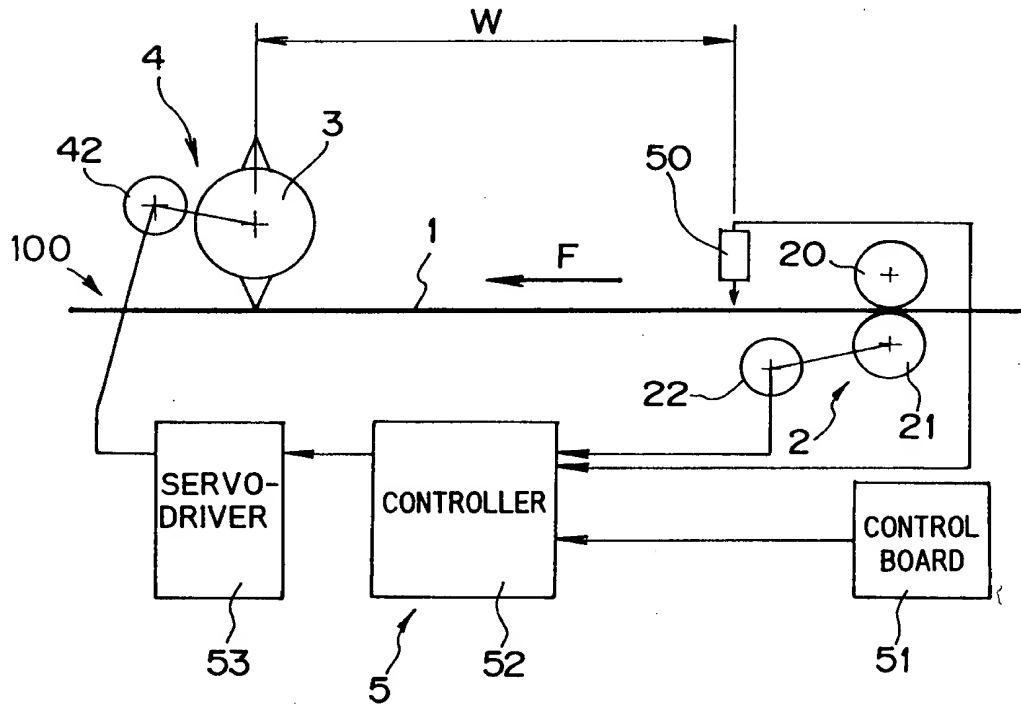 W
4
3
42
50
100
1
F
20
22
2
21
SERVO-
DRIVER
CONTROLLER
CONTROL
BOARD
53
5
52
51